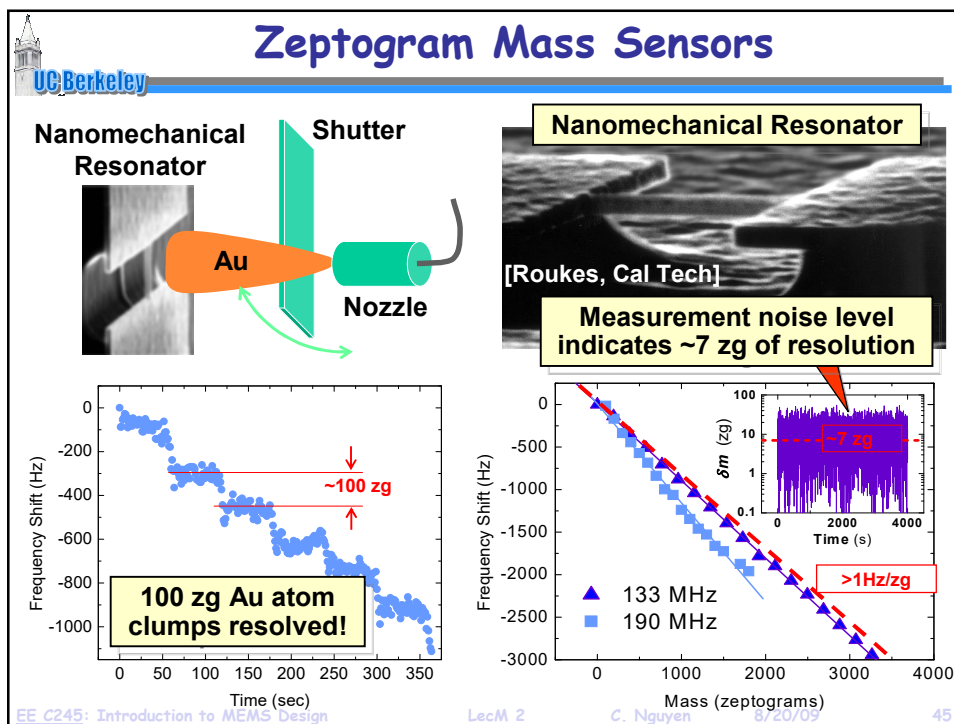 Zeptogram Mass Sensors
UC Berkeley
Nanomechanical
Resonator
Shutter
Au
Nozzle
Nanomechanical Resonator
[Roukes, Cal Tech]
Measurement noise level
indicates ~7 zg of resolution
0
-200
-400
-600
-800
-1000
Frequency Shift (Hz)
~100 zg
100 zg Au atom
clumps resolved!
0 50 100 150 200 250 300 350
Time (sec)
0
-500
-1000
-1500
-2000
-2500
-3000
Frequency Shift (Hz)
100
10
1
0.1
δm (zg)
~7 zg
0 2000 4000
Time (s)
>1Hz/zg
133 MHz
190 MHz
0 1000 2000 3000 4000
Mass (zeptograms)
EE C245: Introduction to MEMS Design LecM 2 C. Nguyen 8/20/09 45